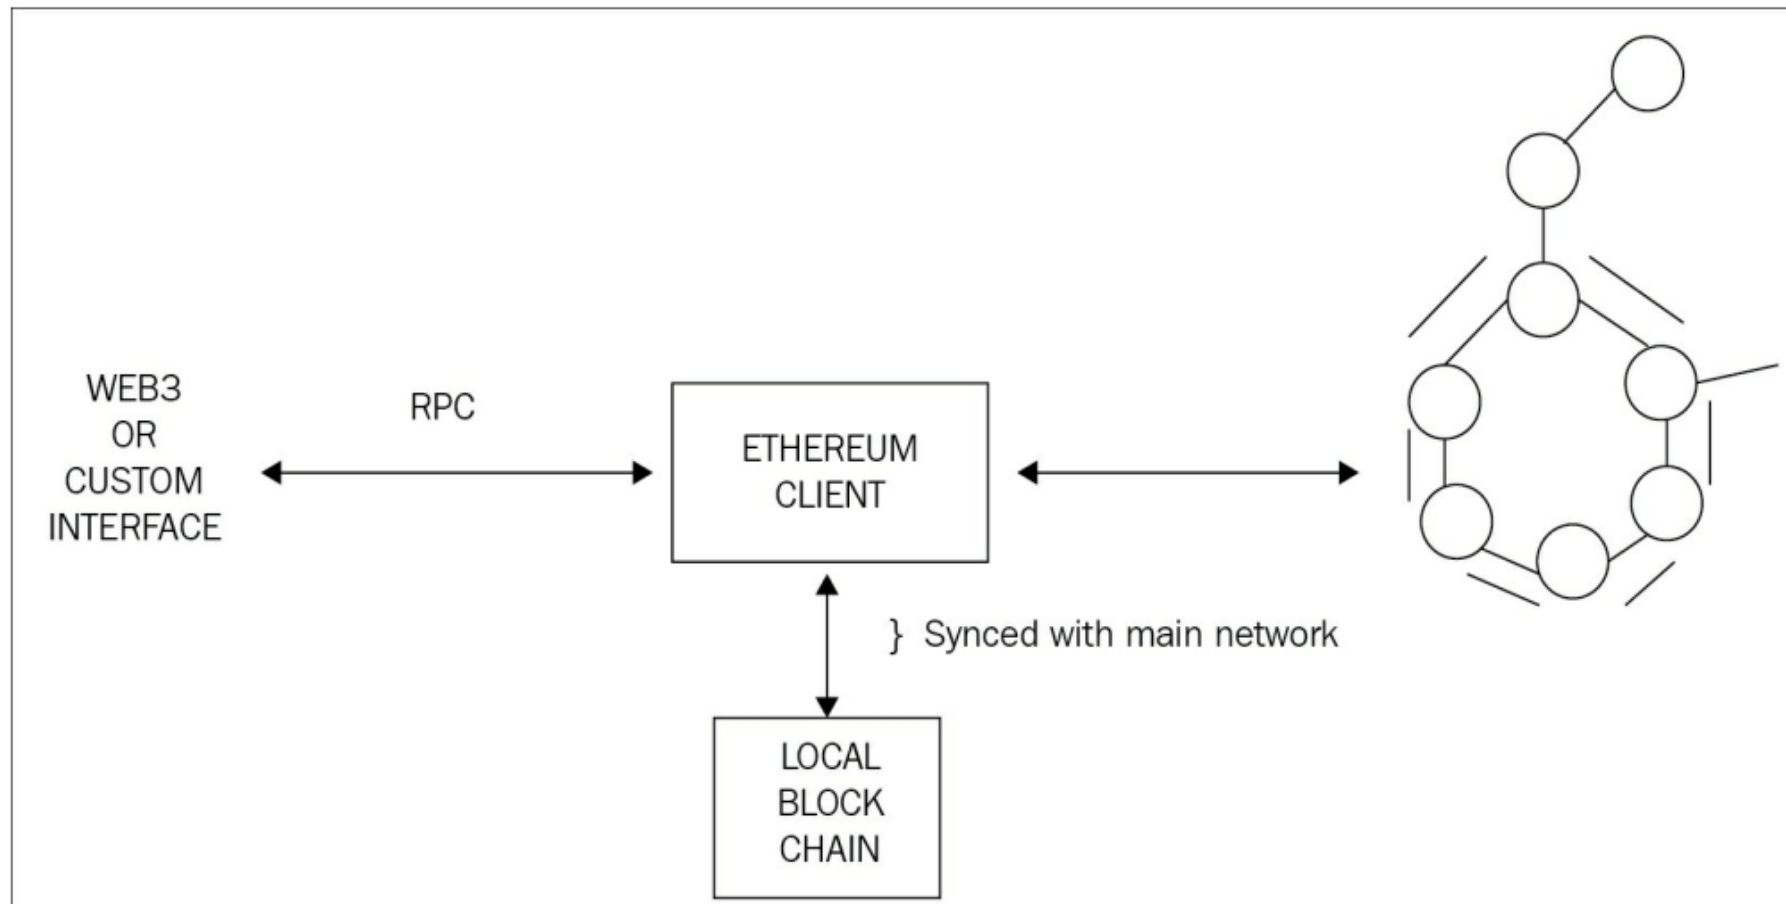 WEB3
OR
CUSTOM
INTERFACE
RPC
ETHEREUM
CLIENT
} Synced with main network
LOCAL
BLOCK
CHAIN